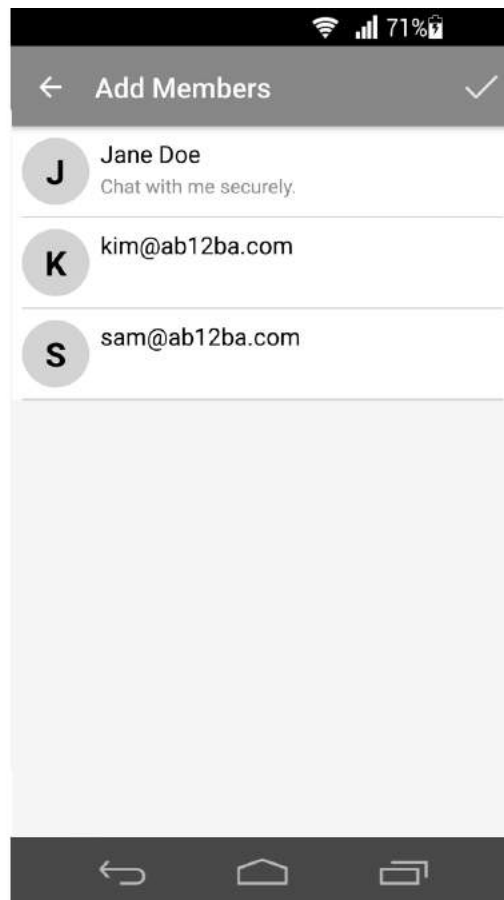 71%
Add Members
J
Jane Doe
Chat with me securely.
K
kim@ab12ba.com
S
sam@ab12ba.com